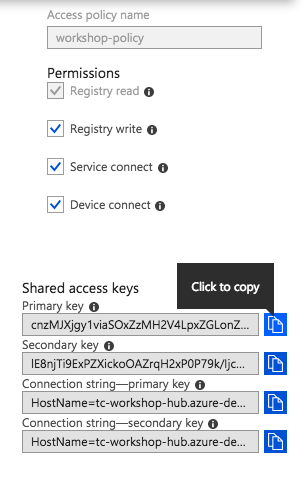 Access policy name
workshop-policy
Permissions
Registry read
Registry write
Service connect
Device connect
Shared access keys
Click to copy
Primary key
cnzMJXjgy1viaSOxZzMH2V4LpxZGLonZ...
Secondary key
lE8njTi9ExPZXickoOAZrqH2xP0P79k/Ijc...
Connection string—primary key
HostName=tc-workshop-hub.azure-de...
Connection string—secondary key
HostName=tc-workshop-hub.azure-de...